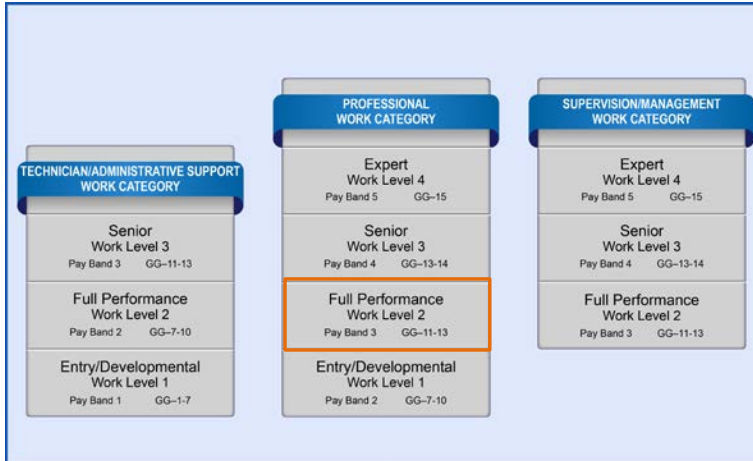 TECHNICIAN/ADMINISTRATIVE SUPPORT
WORK CATEGORY
Senior
Work Level 3
Pay Band 3 GG–11-13
Full Performance
Work Level 2
Pay Band 2 GG–7-10
Entry/Developmental
Work Level 1
Pay Band 1 GG–1-7
PROFESSIONAL
WORK CATEGORY
Expert
Work Level 4
Pay Band 5 GG–15
Senior
Work Level 3
Pay Band 4 GG–13-14
Full Performance
Work Level 2
Pay Band 3 GG–11-13
Entry/Developmental
Work Level 1
Pay Band 2 GG–7-10
SUPERVISION/MANAGEMENT
WORK CATEGORY
Expert
Work Level 4
Pay Band 5 GG–15
Senior
Work Level 3
Pay Band 4 GG–13-14
Full Performance
Work Level 2
Pay Band 3 GG–11-13